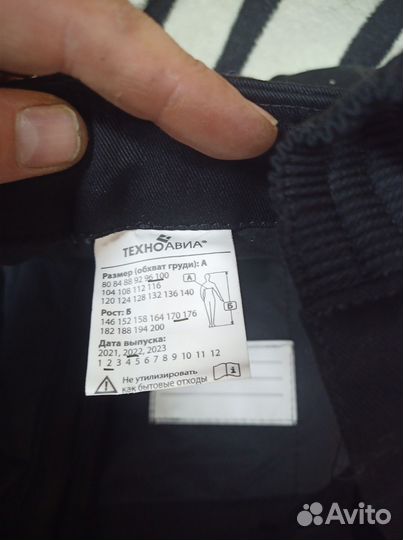 ТЕХНОАВИА™
Размер (обхват груди): А
80 84 88 92 96 100
104 108 112 116
120 124 128 132 136 140
Рост: Б
146 152 158 164 170 176
182 188 194 200
Дата выпуска:
2021, 2022, 2023
1 2 3 4 5 6 7 8 9 10 11 12
Не утилизировать
как бытовые отходы
А
Б
i
Avito